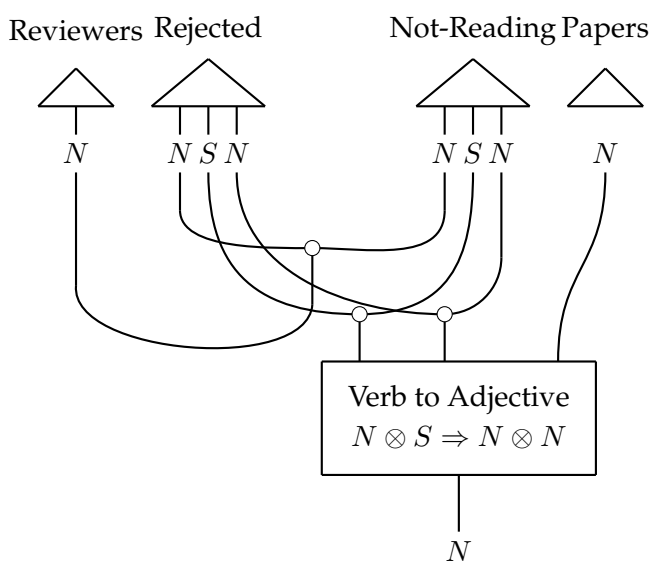 Reviewers Rejected Not-Reading Papers
N N S N N S N N
Verb to Adjective
N ⊗ S ⇒ N ⊗ N
N